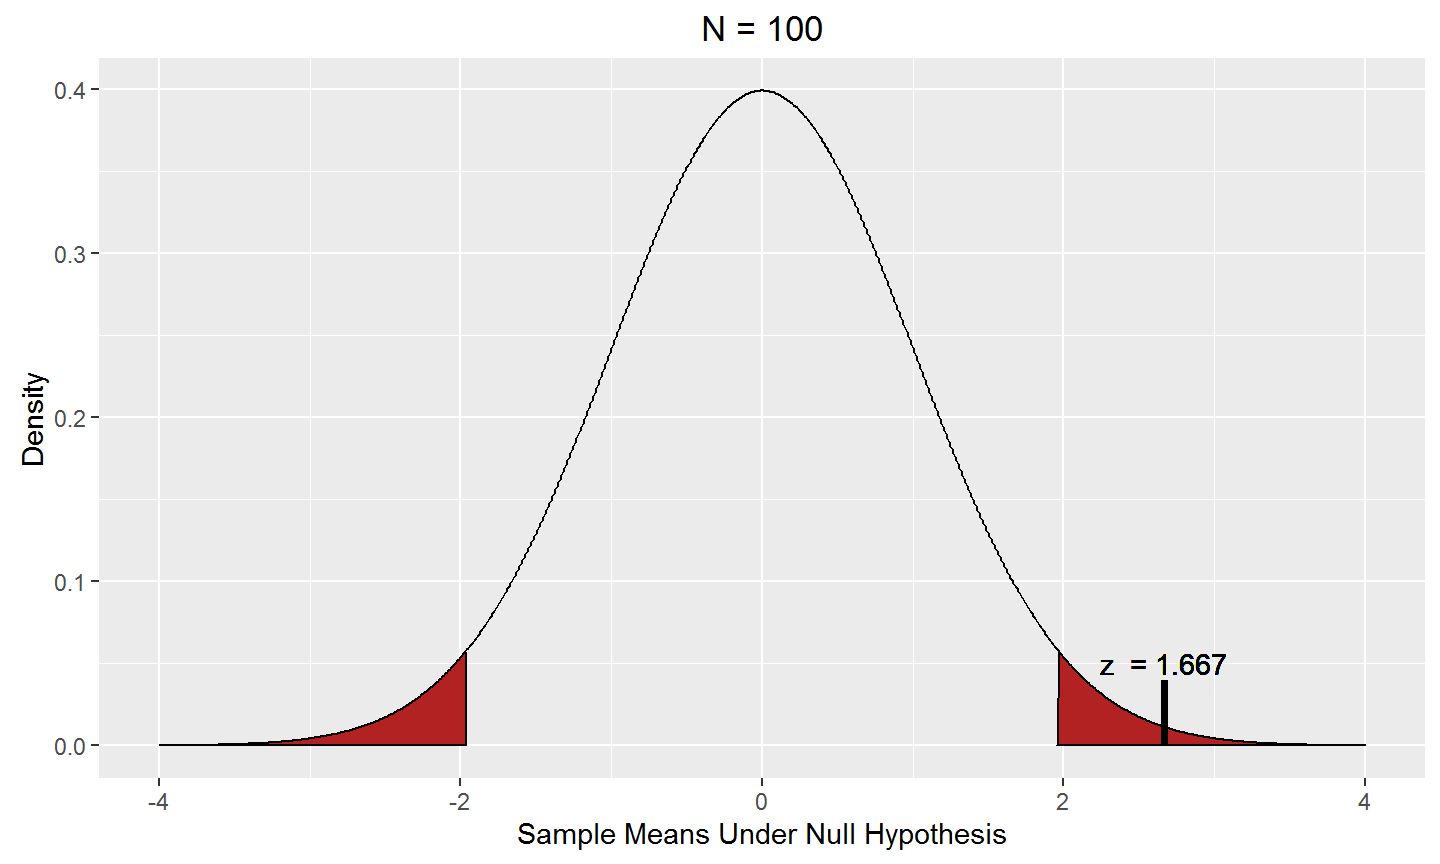 N = 100
0.4
0.3
0.2
0.1
0.0
Density
z  = 1.667
-4
-2
0
2
4
Sample Means Under Null Hypothesis